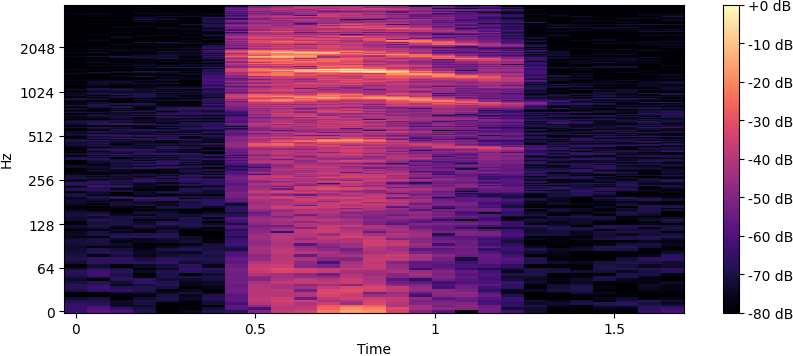 +0 dB
2048
-10 dB
1024
-20 dB
512
-30 dB
Hz
256
-40 dB
128
-50 dB
64
-60 dB
-70 dB
0
-80 dB
0 0.5 1 1.5
Time